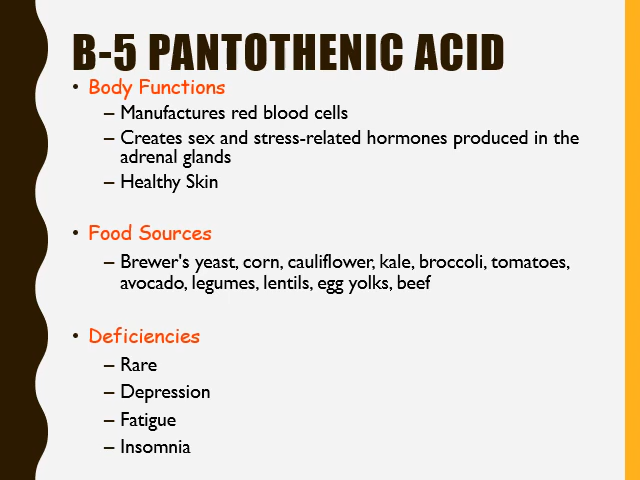 B-5 PANTOTHENIC ACID
• Body Functions
– Manufactures red blood cells
– Creates sex and stress-related hormones produced in the
adrenal glands
– Healthy Skin
• Food Sources
– Brewer's yeast, corn, cauliflower, kale, broccoli, tomatoes,
avocado, legumes, lentils, egg yolks, beef
• Deficiencies
– Rare
– Depression
– Fatigue
– Insomnia